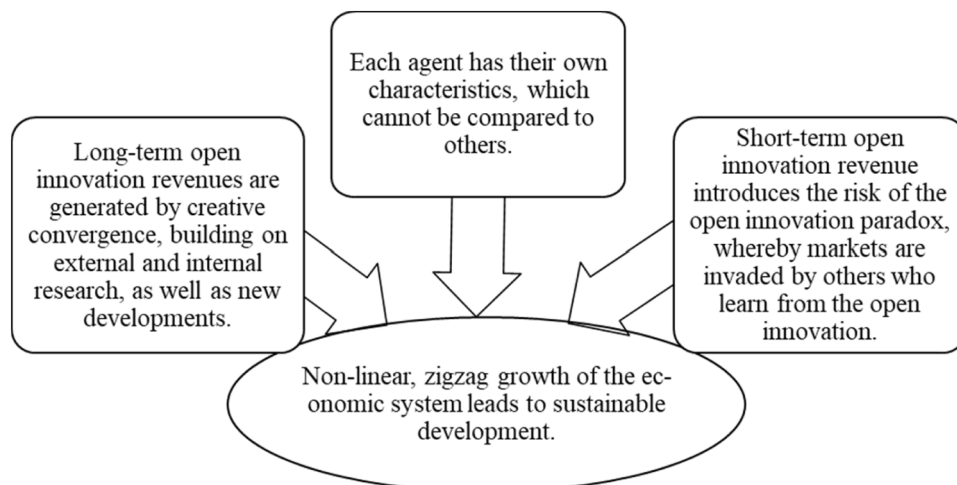 Long-term open
innovation revenues are
generated by creative
convergence, building on
external and internal
research, as well as new
developments.
Each agent has their own
characteristics, which
cannot be compared to
others.
Short-term open
innovation revenue
introduces the risk of the
open innovation paradox,
whereby markets are
invaded by others who
learn from the open
innovation.
Non-linear, zigzag growth of the ec-
onomic system leads to sustainable
development.